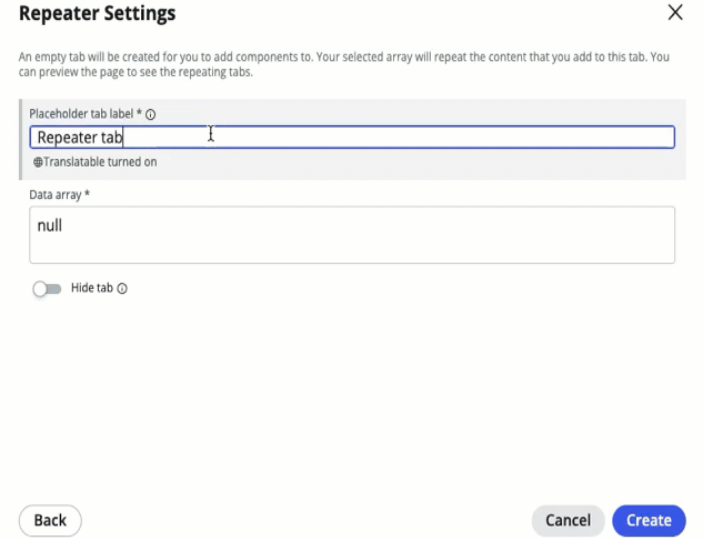 Repeater Settings
An empty tab will be created for you to add components to. Your selected array will repeat the content that you add to this tab. You
can preview the page to see the repeating tabs.
Placeholder tab label *
Repeater tab
Translatable turned on
Data array *
null
Hide tab
Back
Cancel
Create